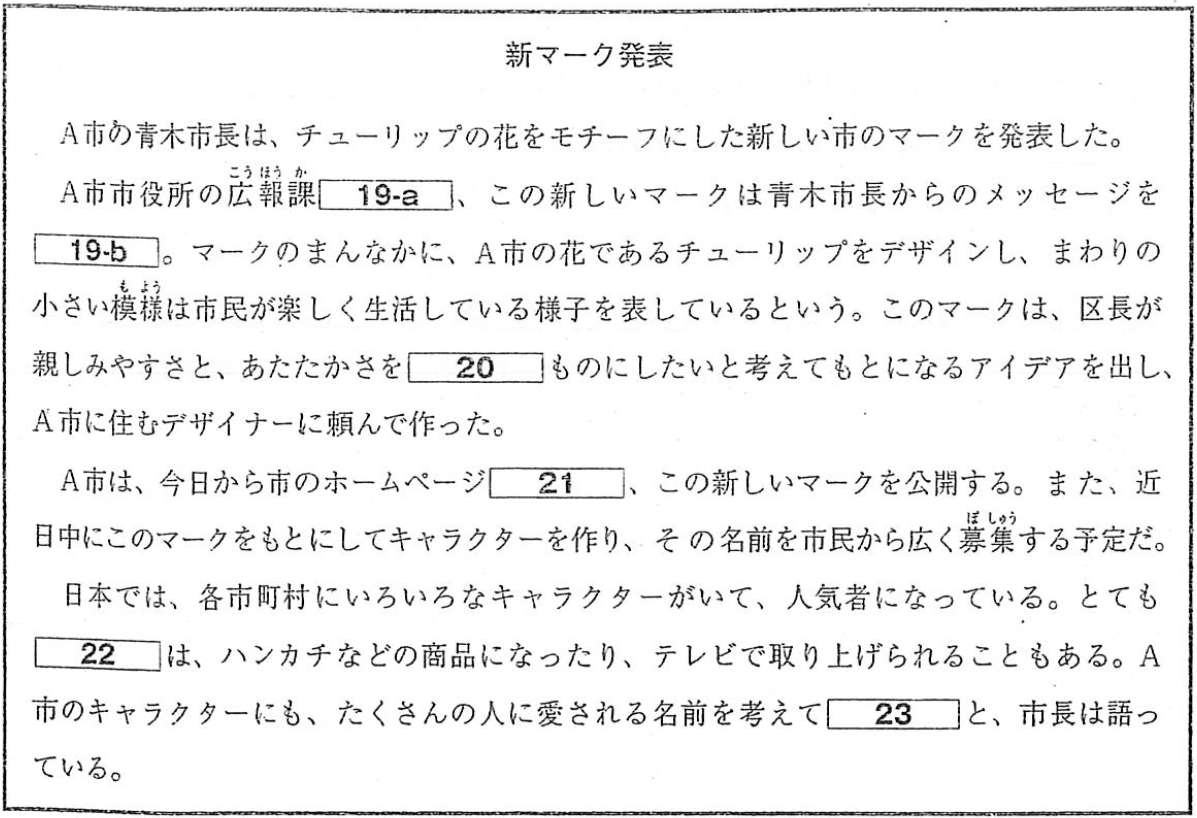 新マーク発表
A市の青木市長は、チューリップの花をモチーフにした新しい市のマークを発表した。
A市市役所の広報課 19-a 、この新しいマークは青木市長からのメッセージを
19-b 。マークのまんなかに、A市の花であるチューリップをデザインし、まわりの
小さい模様は市民が楽しく生活している様子を表しているという。このマークは、区長が
親しみやすさと、あたたかさを 20 ものにしたいと考えてもとになるアイデアを出し、
A市に住むデザイナーに頼んで作った。
A市は、今日から市のホームページ 21 、この新しいマークを公開する。また、近
日中にこのマークをもとにしてキャラクターを作り、その名前を市民から広く募集する予定だ。
日本では、各市町村にいろいろなキャラクターがいて、人気者になっている。とても
22 は、ハンカチなどの商品になったり、テレビで取り上げられることもある。A
市のキャラクターにも、たくさんの人に愛される名前を考えて 23 と、市長は語っ
ている。
こうほうか
もよう
ぼしゅう